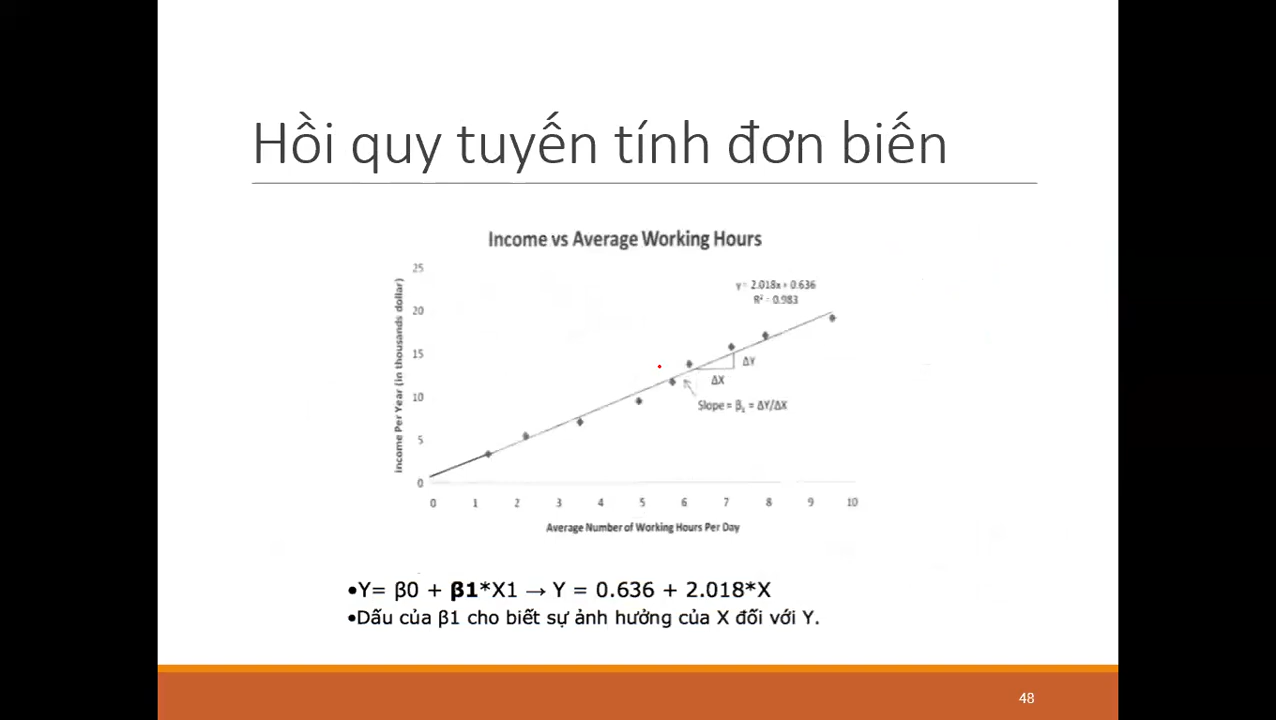 Hồi quy tuyến tính đơn biến
Income vs Average Working Hours
Income Per Year (in thousands dollar)
25
20
15
10
5
0
y = 2.018x + 0.636
R² = 0.983
ΔY
ΔX
Slope = β₁ = ΔY/ΔX
0 1 2 3 4 5 6 7 8 9 10
Average Number of Working Hours Per Day
•Y= β0 + β1*X1 → Y = 0.636 + 2.018*X
•Dấu của β1 cho biết sự ảnh hưởng của X đối với Y.
48